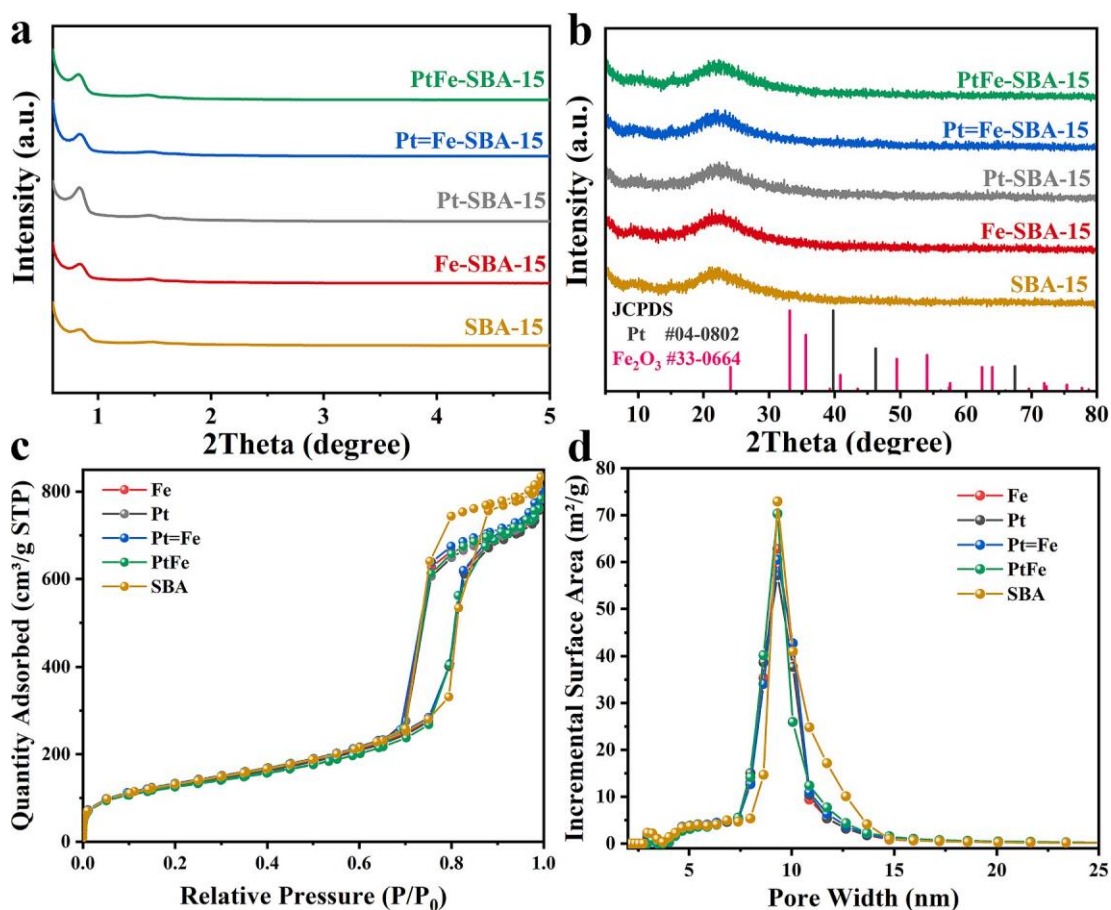 a
Intensity (a.u.)
PtFe-SBA-15
Pt=Fe-SBA-15
Pt-SBA-15
Fe-SBA-15
SBA-15
1 2 3 4 5
2Theta (degree)
b
Intensity (a.u.)
PtFe-SBA-15
Pt=Fe-SBA-15
Pt-SBA-15
Fe-SBA-15
SBA-15
JCPDS
Pt #04-0802
Fe₂O₃ #33-0664
10 20 30 40 50 60 70 80
2Theta (degree)
c
Quantity Adsorbed (cm³/g STP)
800
600
400
200
0
Fe
Pt
Pt=Fe
PtFe
SBA
0.0 0.2 0.4 0.6 0.8 1.0
Relative Pressure (P/P₀)
d
Incremental Surface Area (m²/g)
80
70
60
50
40
30
20
10
0
Fe
Pt
Pt=Fe
PtFe
SBA
5 10 15 20 25
Pore Width (nm)